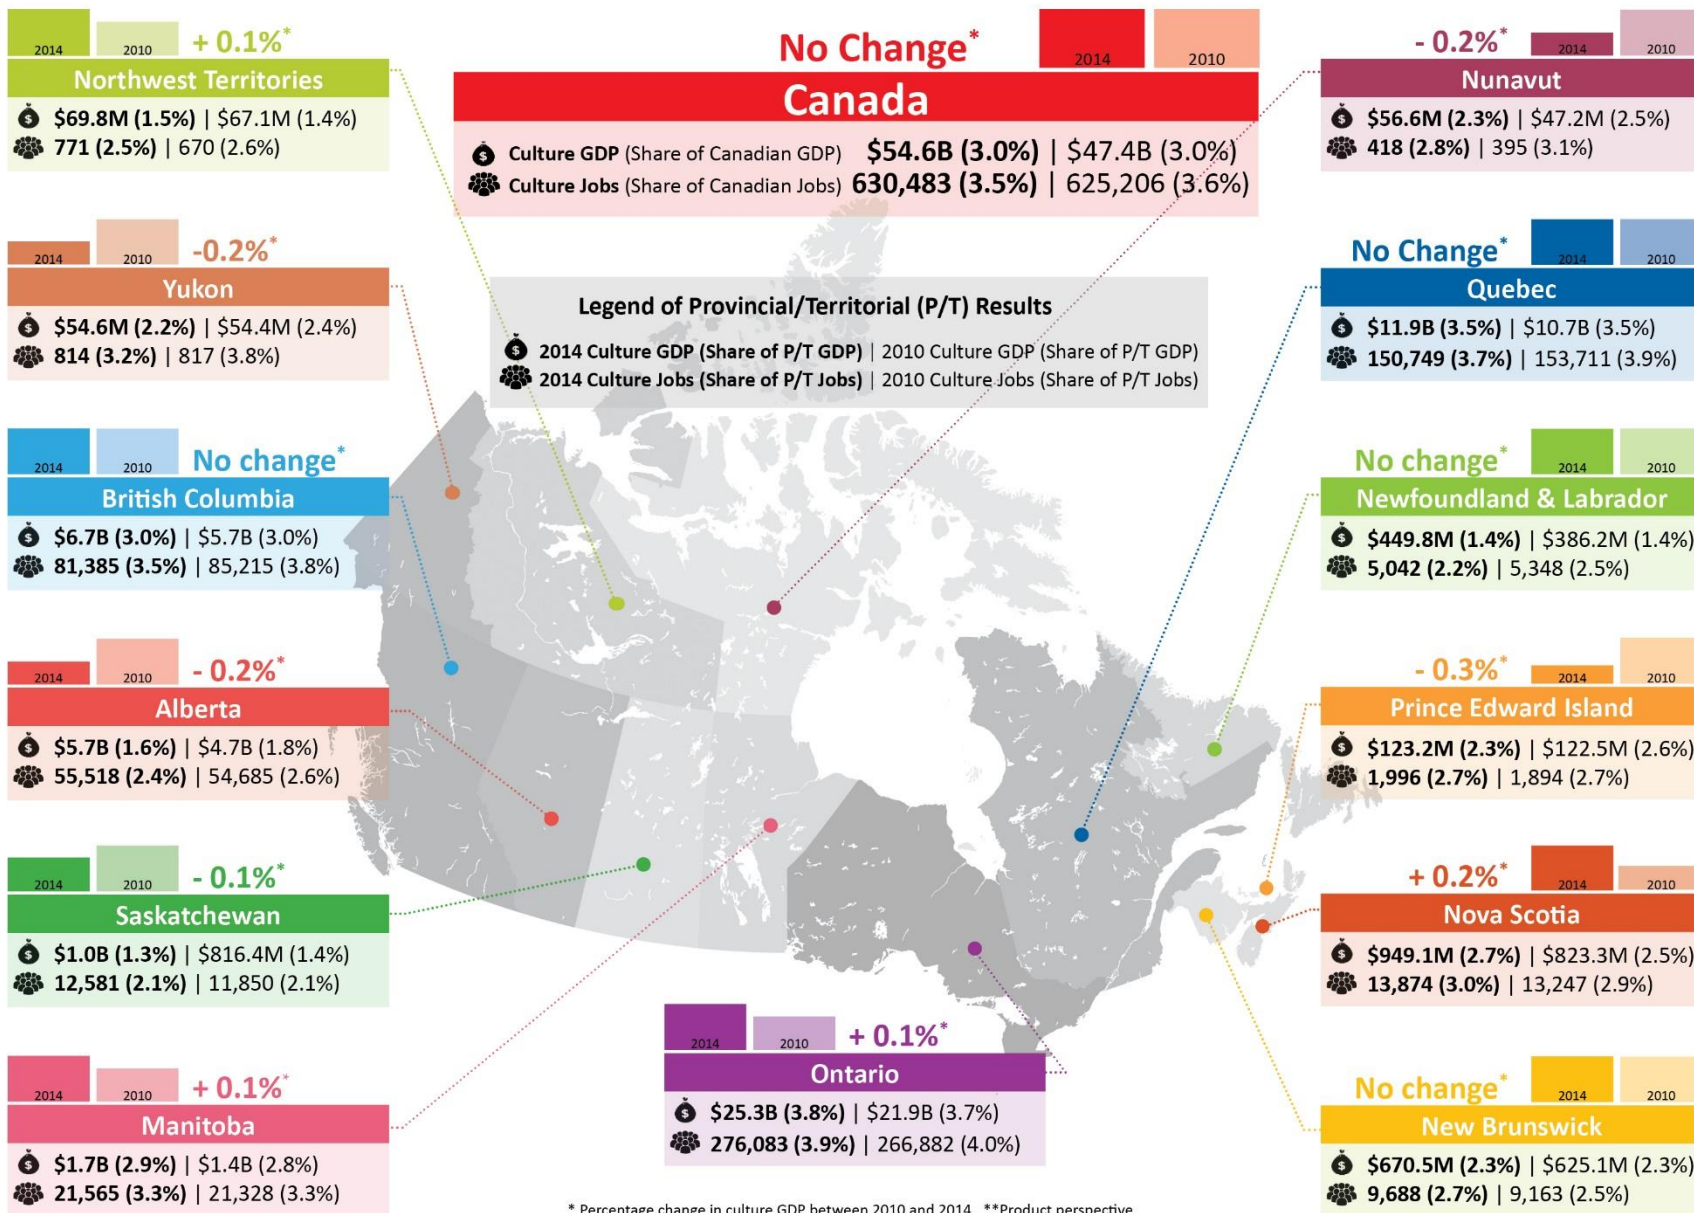 2014 2010 + 0.1%*
Northwest Territories
$69.8M (1.5%) | $67.1M (1.4%)
771 (2.5%) | 670 (2.6%)
No Change* 2014 2010
Canada
Culture GDP (Share of Canadian GDP) $54.6B (3.0%) | $47.4B (3.0%)
Culture Jobs (Share of Canadian Jobs) 630,483 (3.5%) | 625,206 (3.6%)
- 0.2%* 2014 2010
Nunavut
$56.6M (2.3%) | $47.2M (2.5%)
418 (2.8%) | 395 (3.1%)
2014 2010 -0.2%*
Yukon
$54.6M (2.2%) | $54.4M (2.4%)
814 (3.2%) | 817 (3.8%)
Legend of Provincial/Territorial (P/T) Results
2014 Culture GDP (Share of P/T GDP) | 2010 Culture GDP (Share of P/T GDP)
2014 Culture Jobs (Share of P/T Jobs) | 2010 Culture Jobs (Share of P/T Jobs)
No Change* 2014 2010
Quebec
$11.9B (3.5%) | $10.7B (3.5%)
150,749 (3.7%) | 153,711 (3.9%)
2014 2010 No change*
British Columbia
$6.7B (3.0%) | $5.7B (3.0%)
81,385 (3.5%) | 85,215 (3.8%)
No change* 2014 2010
Newfoundland & Labrador
$449.8M (1.4%) | $386.2M (1.4%)
5,042 (2.2%) | 5,348 (2.5%)
2014 2010 - 0.2%*
Alberta
$5.7B (1.6%) | $4.7B (1.8%)
55,518 (2.4%) | 54,685 (2.6%)
- 0.3%* 2014 2010
Prince Edward Island
$123.2M (2.3%) | $122.5M (2.6%)
1,996 (2.7%) | 1,894 (2.7%)
2014 2010 - 0.1%*
Saskatchewan
$1.0B (1.3%) | $816.4M (1.4%)
12,581 (2.1%) | 11,850 (2.1%)
+ 0.2%* 2014 2010
Nova Scotia
$949.1M (2.7%) | $823.3M (2.5%)
13,874 (3.0%) | 13,247 (2.9%)
2014 2010 + 0.1%*
Manitoba
$1.7B (2.9%) | $1.4B (2.8%)
21,565 (3.3%) | 21,328 (3.3%)
2014 2010 + 0.1%*
Ontario
$25.3B (3.8%) | $21.9B (3.7%)
276,083 (3.9%) | 266,882 (4.0%)
No change* 2014 2010
New Brunswick
$670.5M (2.3%) | $625.1M (2.3%)
9,688 (2.7%) | 9,163 (2.5%)
* Percentage change in culture GDP between 2010 and 2014 **Product perspective